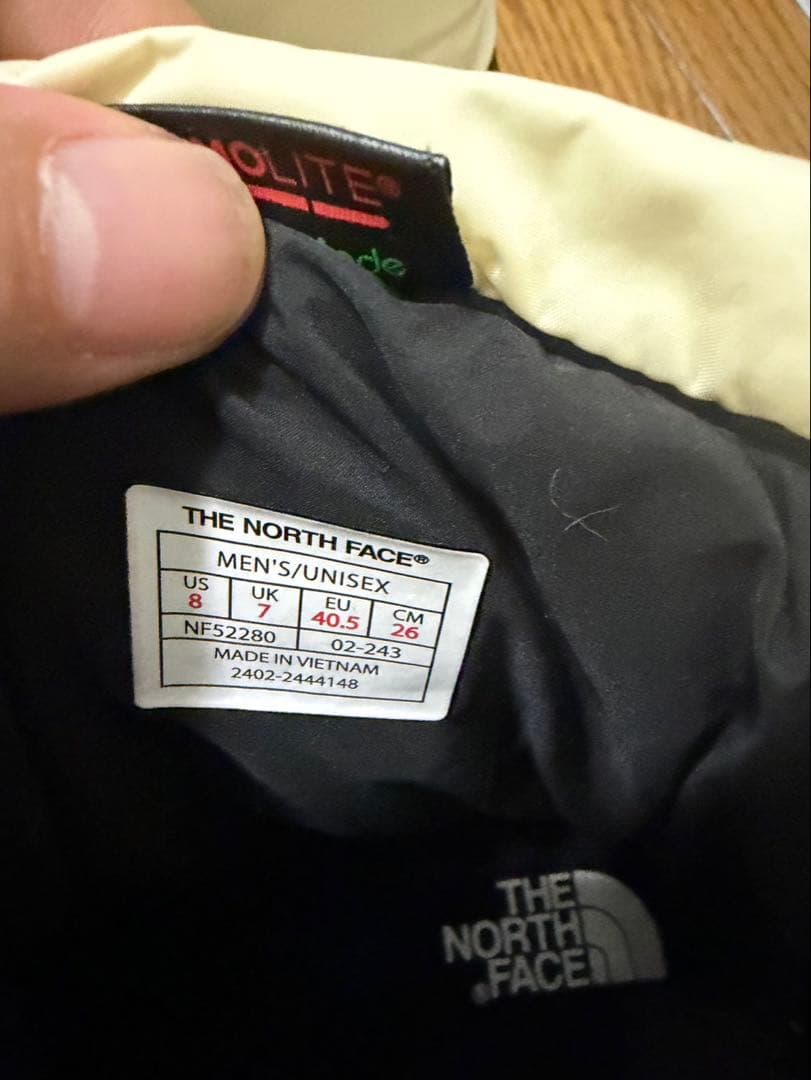 LITE®
THE NORTH FACE®
MEN'S/UNISEX
US UK EU CM
8 7 40.5 26
NF52280 02-243
MADE IN VIETNAM
2402-2444148
THE
NORTH
FACE